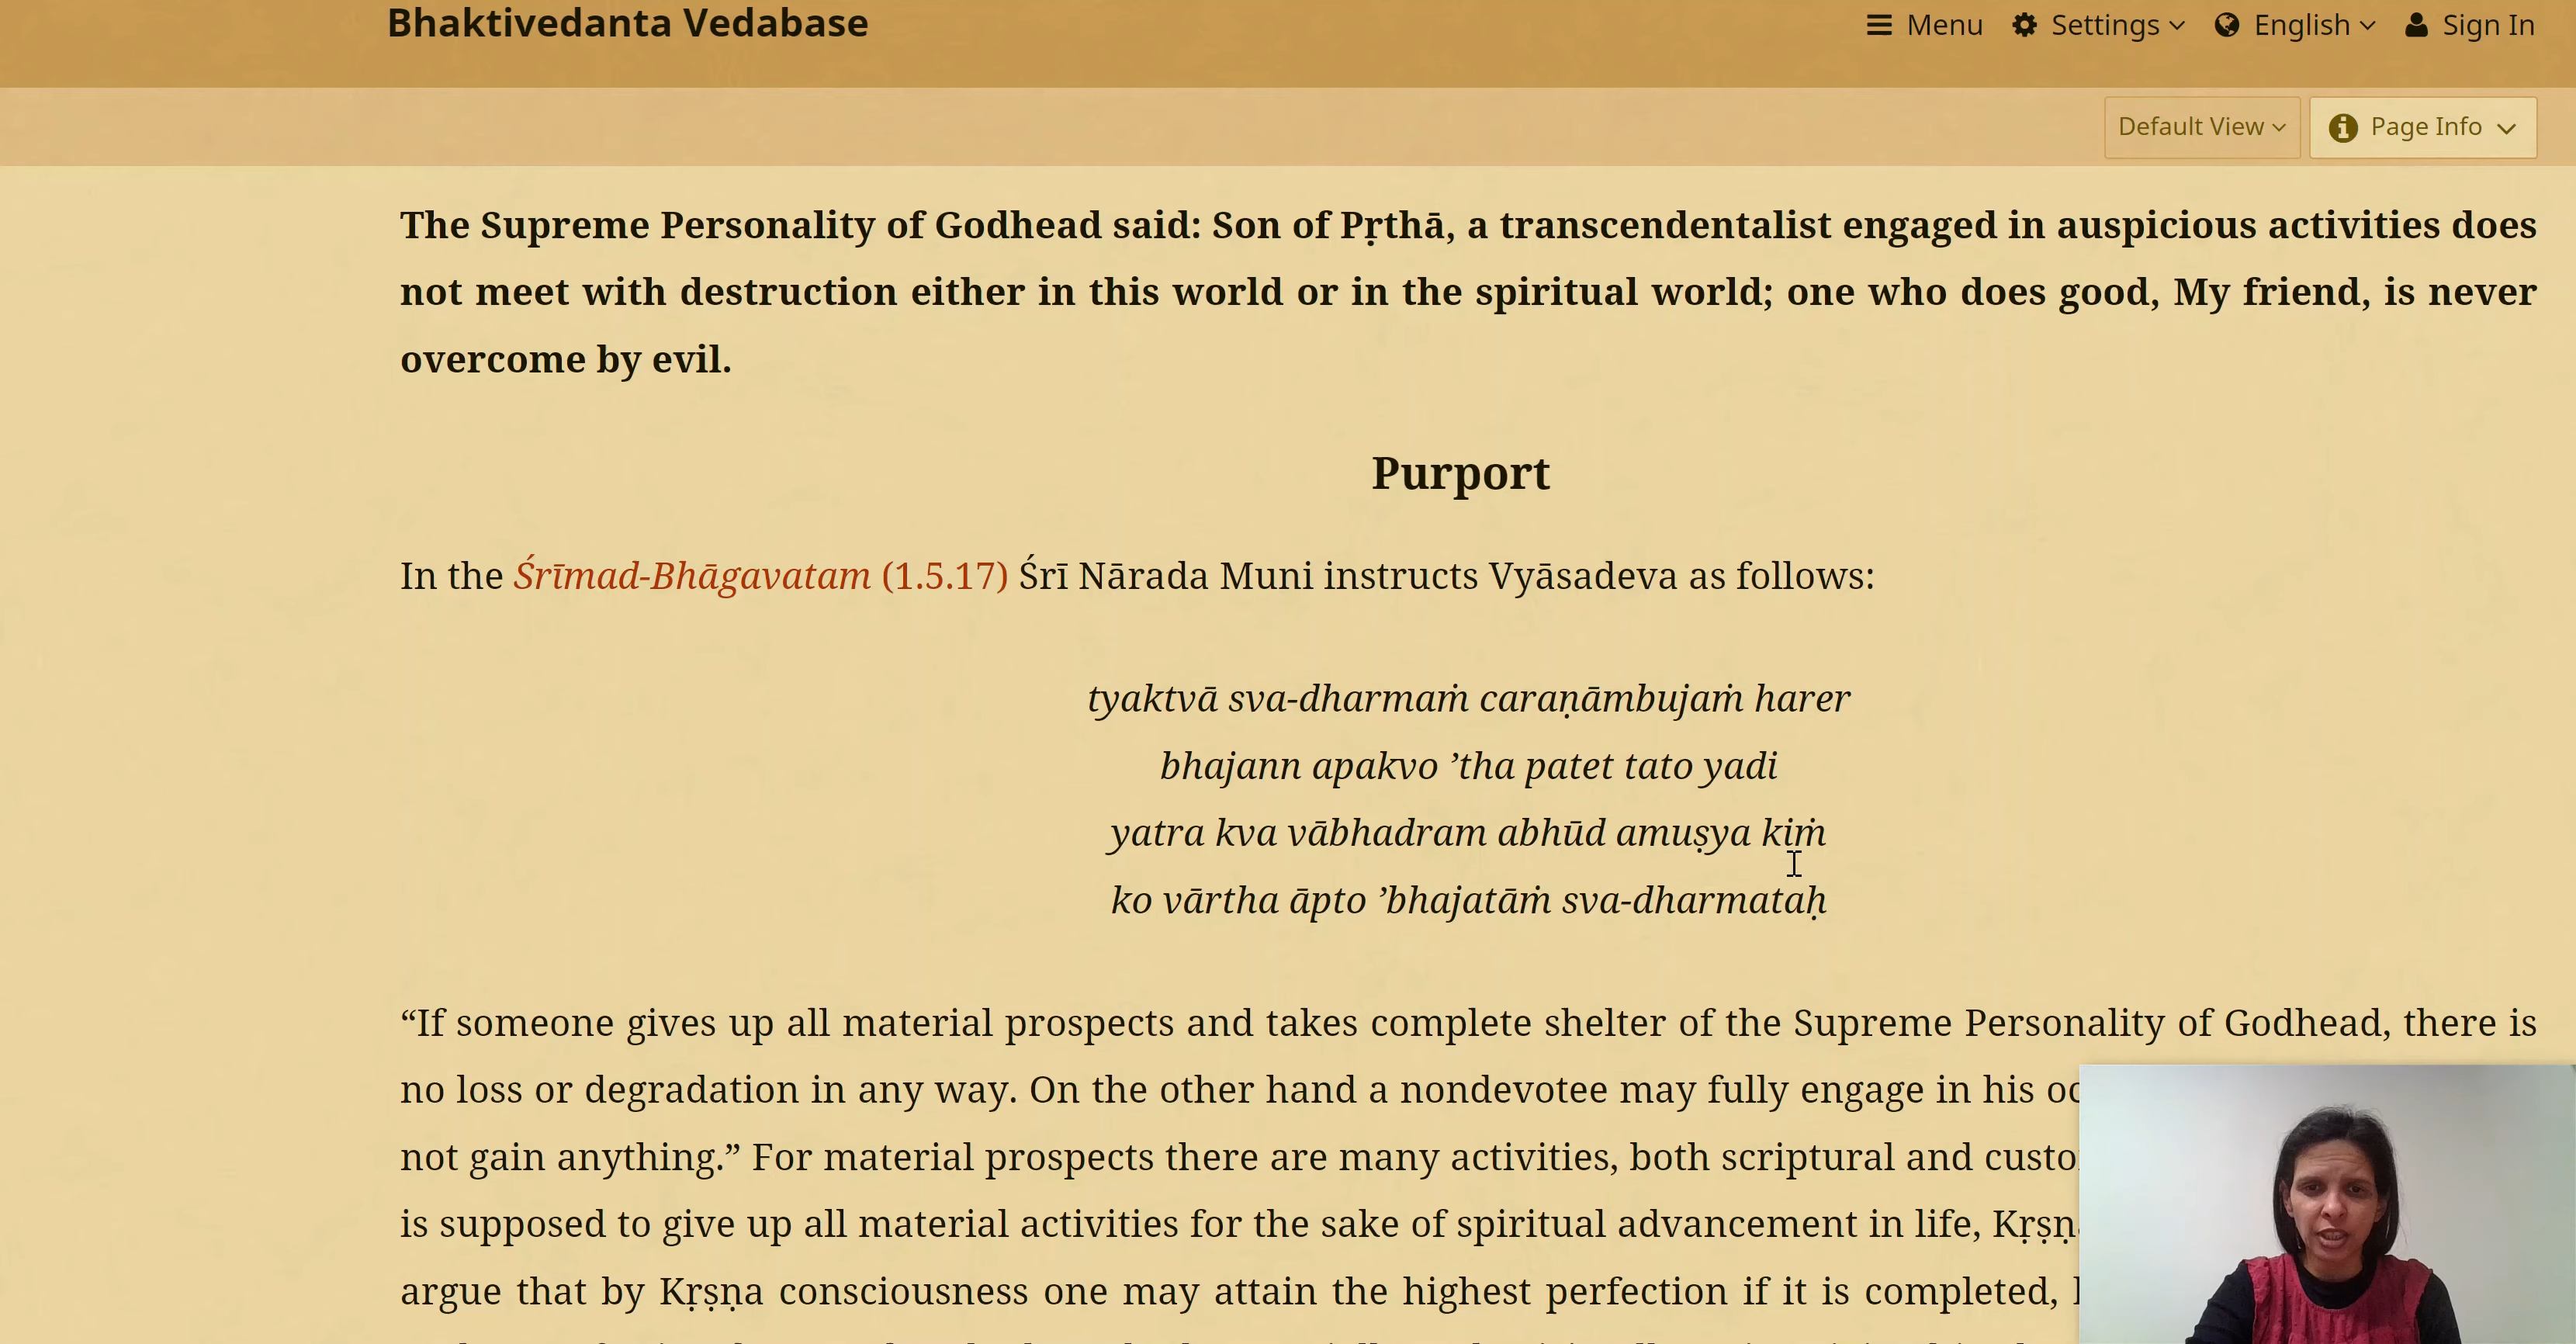 Bhaktivedanta Vedabase
Menu Settings English Sign In
Default View Page Info
The Supreme Personality of Godhead said: Son of Pṛthā, a transcendentalist engaged in auspicious activities does
not meet with destruction either in this world or in the spiritual world; one who does good, My friend, is never
overcome by evil.
Purport
In the Śrīmad-Bhāgavatam (1.5.17) Śrī Nārada Muni instructs Vyāsadeva as follows:
tyaktvā sva-dharmaṁ caraṇāmbujaṁ harer
bhajann apakvo ’tha patet tato yadi
yatra kva vābhadram abhūd amuṣya kiṁ
ko vārtha āpto ’bhajatāṁ sva-dharmataḥ
“If someone gives up all material prospects and takes complete shelter of the Supreme Personality of Godhead, there is
no loss or degradation in any way. On the other hand a nondevotee may fully engage in his
not gain anything.” For material prospects there are many activities, both scriptural and
is supposed to give up all material activities for the sake of spiritual advancement in life,
argue that by Kṛṣṇa consciousness one may attain the highest perfection if it is completed,